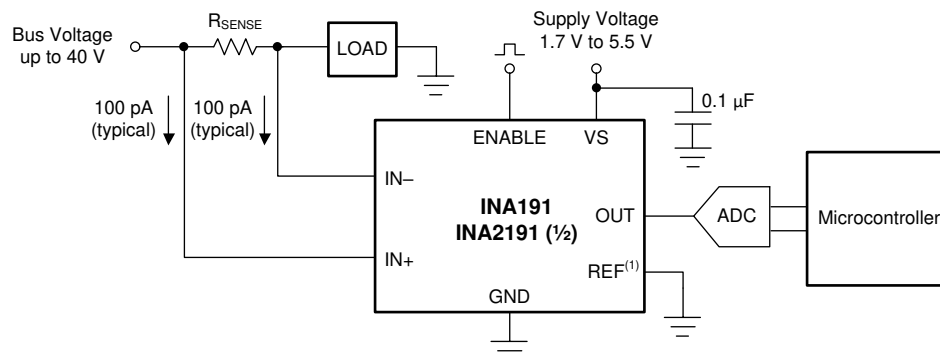 Bus Voltage
up to 40 V
RSENSE
LOAD
Supply Voltage
1.7 V to 5.5 V
100 pA
(typical)
100 pA
(typical)
0.1 µF
ENABLE
VS
IN–
INA191
INA2191 (½)
OUT
ADC
Microcontroller
IN+
REF(1)
GND